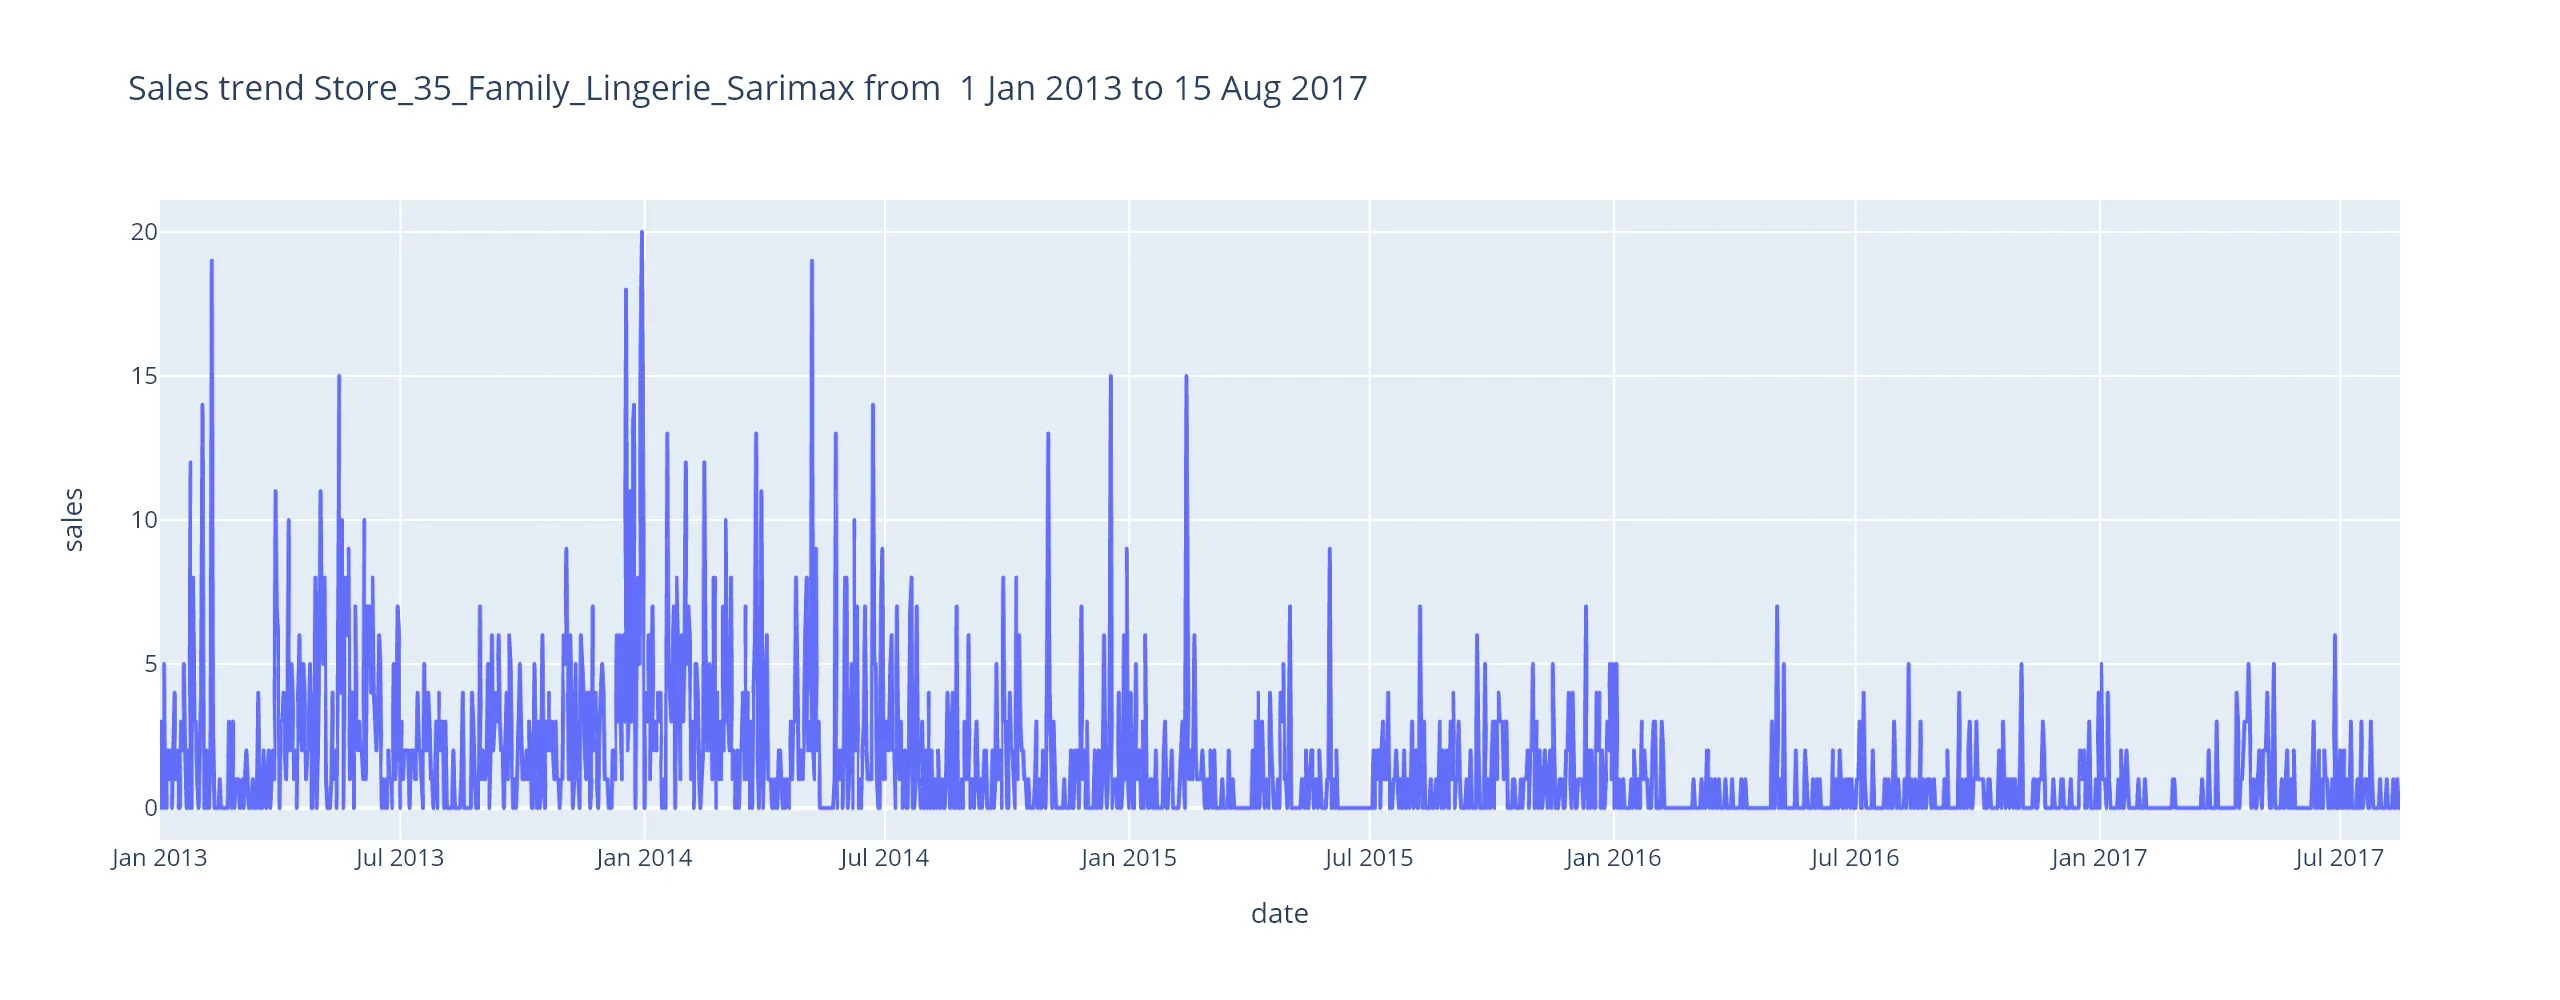 Sales trend Store_35_Family_Lingerie_Sarimax from  1 Jan 2013 to 15 Aug 2017
20
15
10
5
0
sales
Jan 2013 Jul 2013 Jan 2014 Jul 2014 Jan 2015 Jul 2015 Jan 2016 Jul 2016 Jan 2017 Jul 2017
date